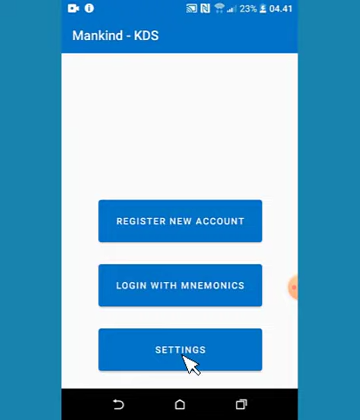 23% 04.41
Mankind - KDS
REGISTER NEW ACCOUNT
LOGIN WITH MNEMONICS
SETTINGS